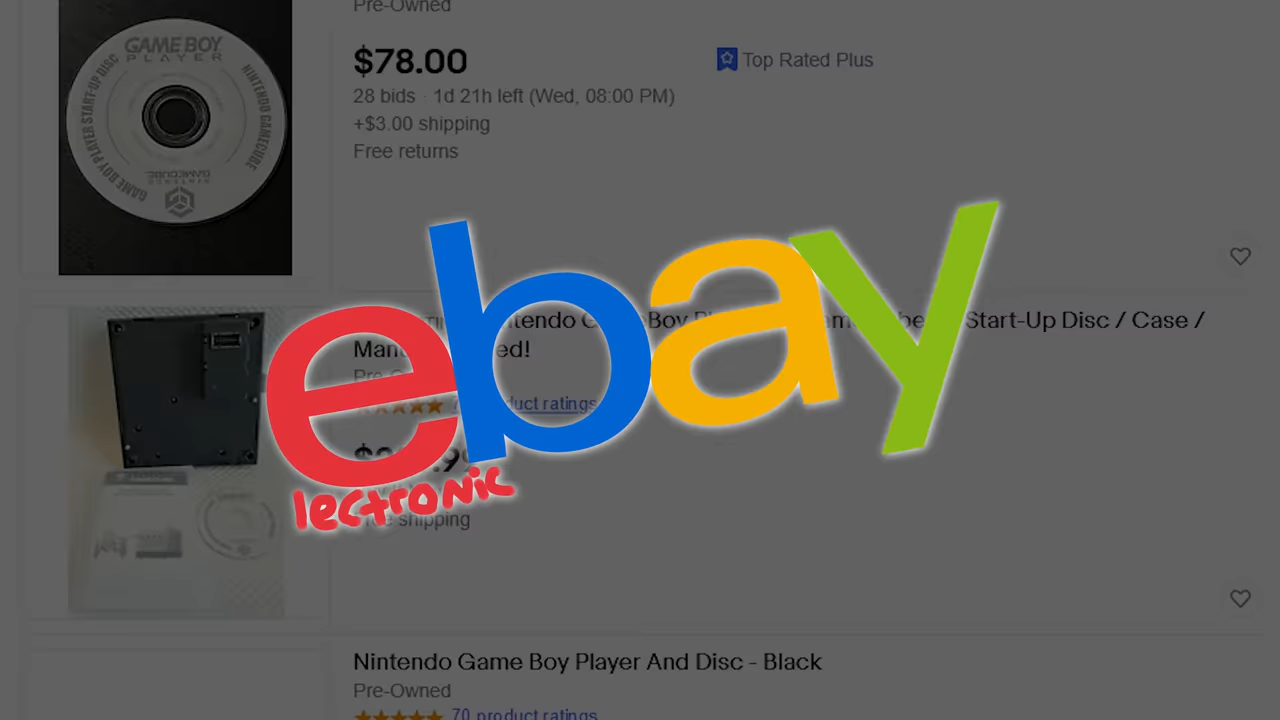 Pre-Owned
GAME BOY
PLAYER
GAME BOY PLAYER START-UP DISC
NINTENDO GAMECUBE
NINTENDO
GAMECUBE
$78.00
Top Rated Plus
28 bids · 1d 21h left (Wed, 08:00 PM)
+$3.00 shipping
Free returns
ebay
lectronic
Start-Up Disc / Case /
shipping
Nintendo Game Boy Player And Disc - Black
Pre-Owned
70 product ratings